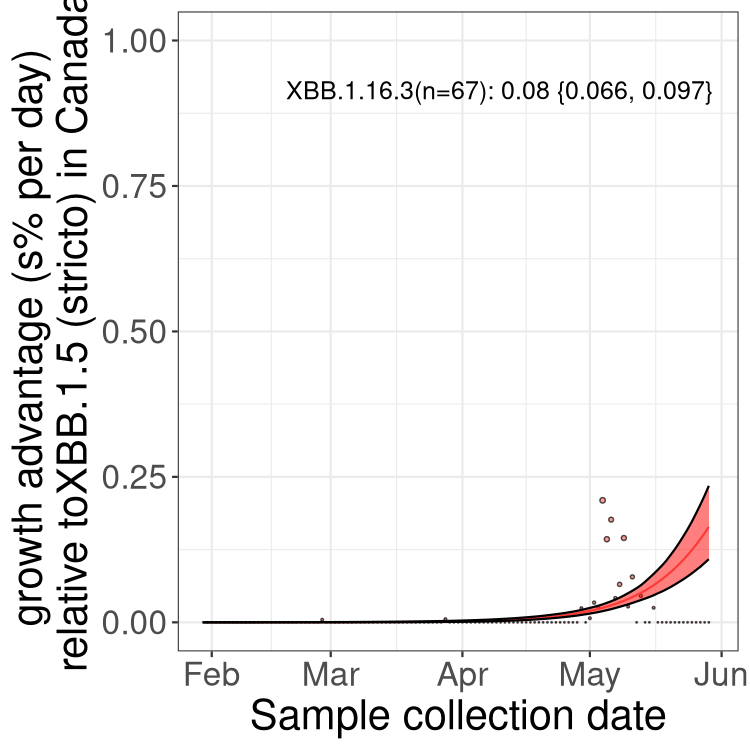 growth advantage (s% per day)
relative toXBB.1.5 (stricto) in Canada
1.00
0.75
0.50
0.25
0.00
XBB.1.16.3(n=67): 0.08 {0.066, 0.097}
Feb Mar Apr May Jun
Sample collection date